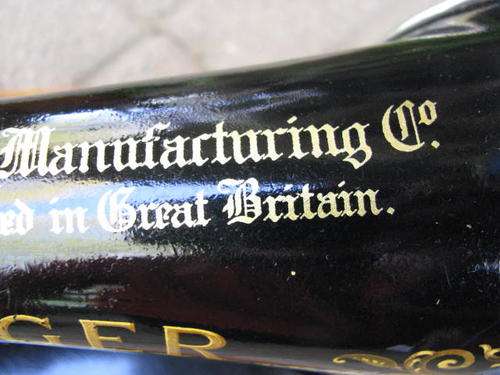 Manufacturing Co.
ed in Great Britain.
GER